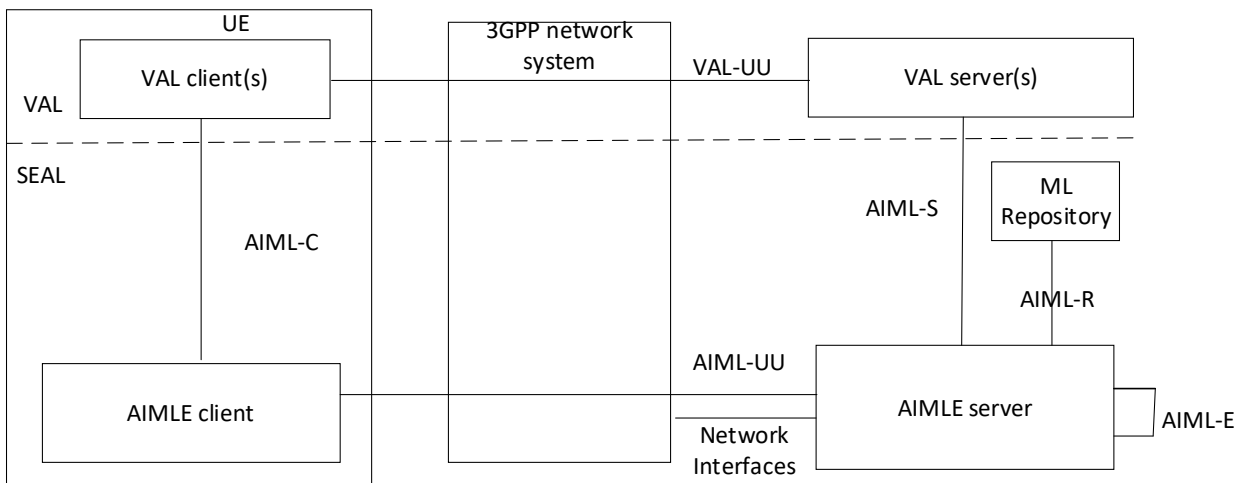 UE
3GPP network
system
VAL client(s)
VAL-UU
VAL server(s)
VAL
SEAL
ML
Repository
AIML-S
AIML-C
AIML-R
AIML-UU
AIMLE client
AIMLE server
AIML-E
Network
Interfaces